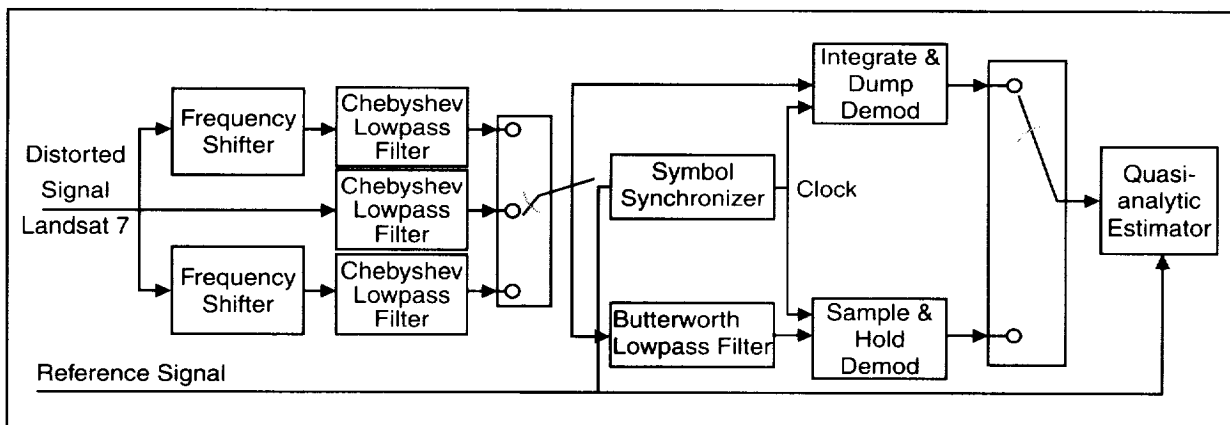 Distorted
Signal
Landsat 7
Frequency
Shifter
Chebyshev
Lowpass
Filter
Chebyshev
Lowpass
Filter
Frequency
Shifter
Chebyshev
Lowpass
Filter
Reference Signal
Symbol
Synchronizer
Clock
Butterworth
Lowpass Filter
Integrate &
Dump
Demod
Sample &
Hold
Demod
Quasi-
analytic
Estimator